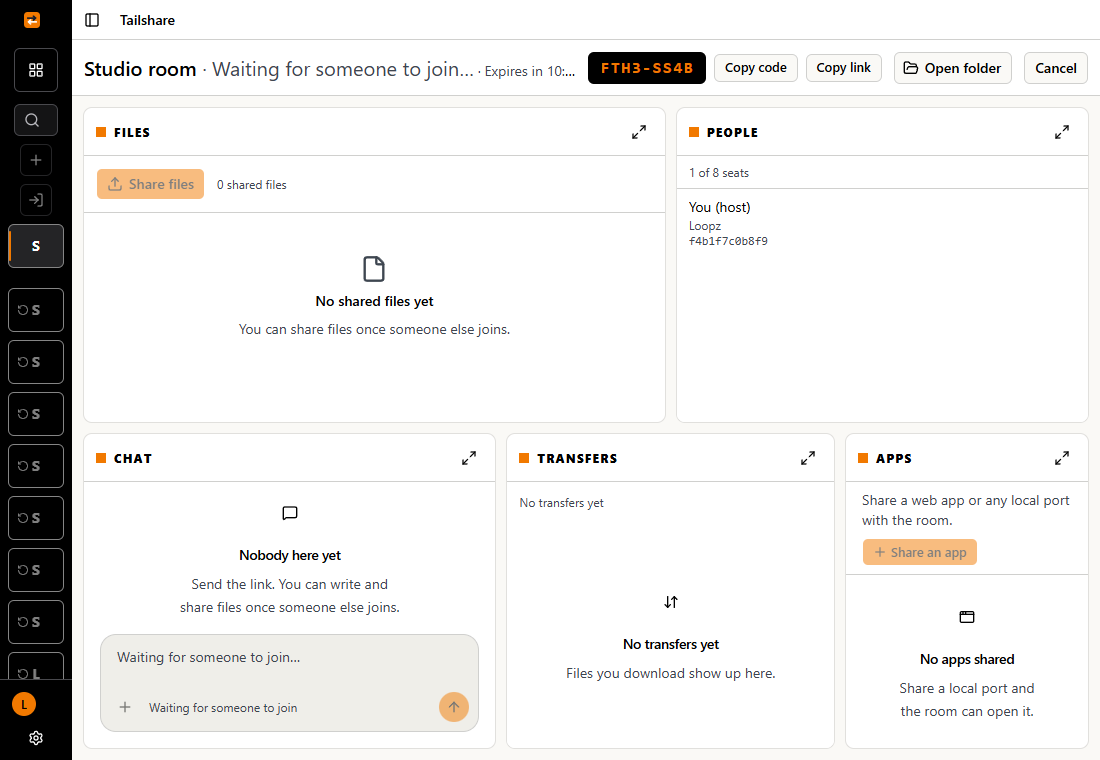 Tailshare
Studio room · Waiting for someone to join... · Expires in 10:...
FTH3-SS4B
Copy code
Copy link
Open folder
Cancel
S
S
S
S
S
S
S
S
L
L
FILES
Share files
0 shared files
No shared files yet
You can share files once someone else joins.
PEOPLE
1 of 8 seats
You (host)
Loopz
f4b1f7c0b8f9
CHAT
Nobody here yet
Send the link. You can write and
share files once someone else joins.
Waiting for someone to join...
Waiting for someone to join
TRANSFERS
No transfers yet
No transfers yet
Files you download show up here.
APPS
Share a web app or any local port
with the room.
Share an app
No apps shared
Share a local port and
the room can open it.